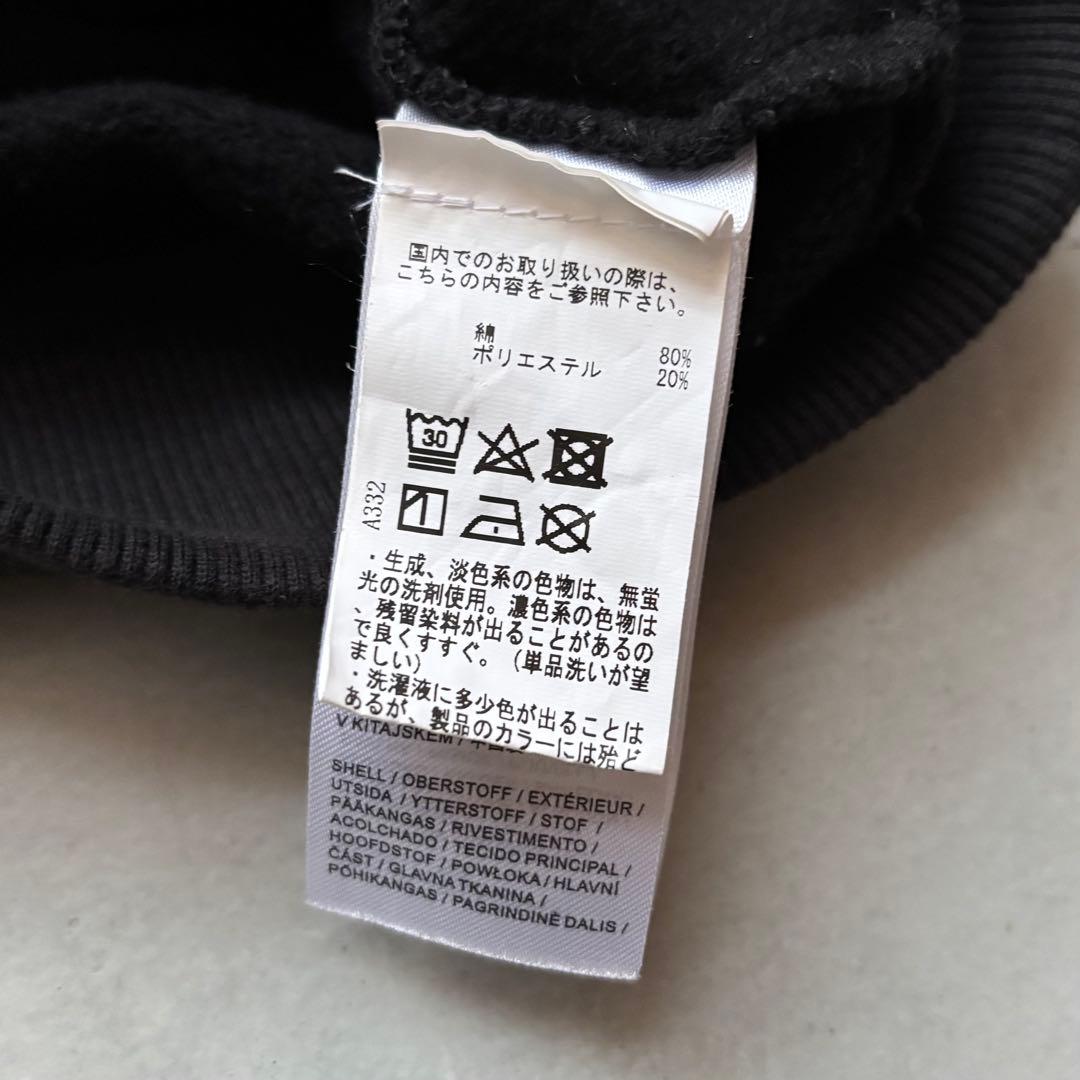 国内でのお取り扱いの際は、
こちらの内容をご参照下さい。
綿 80%
ポリエステル 20%
30
A332
・生成、淡色系の色物は、無蛍
光の洗剤使用。濃色系の色物は
、残留染料が出ることがあるの
で良くすすぐ。（単品洗いが望
ましい）
・洗濯液に多少色が出ることは
あるが、製品のカラーには殆ど
V KITAJSKEM /
SHELL / OBERSTOFF / EXTÉRIEUR /
UTSIDA / YTTERSTOFF / STOF /
PÄÄKANGAS / RIVESTIMENTO /
ACOLCHADO / TECIDO PRINCIPAL /
HOOFDSTOF / POWŁOKA / HLAVNÍ
ČÁST / GLAVNA TKANINA /
PÕHIKANGAS / PAGRINDINĖ DALIS /